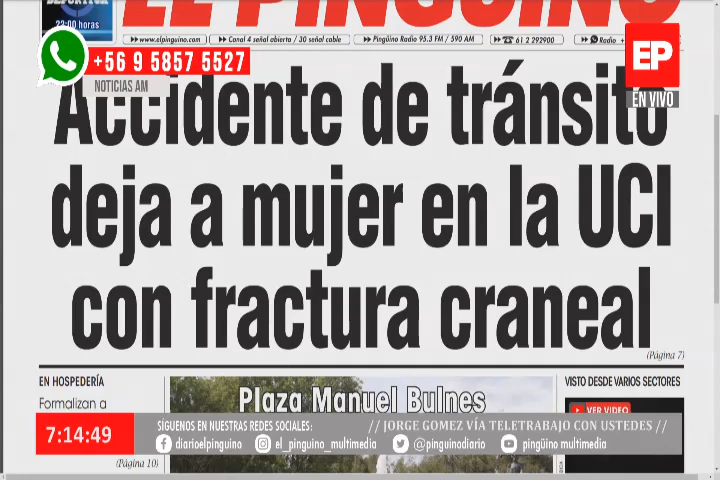 23:00 horas
EL PINGÜINO
www.elpinguino.com
Canal 4 señal abierta / 30 señal cable
Pingüino Radio 95.3 FM / 590 AM
61 2 292900
Radio
+56 9 5857 5527
NOTICIAS AM
EP
EN VIVO
Accidente de tránsito
deja a mujer en la UCI
con fractura craneal
(Página 7)
EN HOSPEDERÍA
Formalizan a
Plaza Manuel Bulnes
VISTO DESDE VARIOS SECTORES
VER VIDEO
7:14:49
SÍGUENOS EN NUESTRAS REDES SOCIALES:
// JORGE GOMEZ VÍA TELETRABAJO CON USTEDES //
diarioelpinguino
el_pinguino_multimedia
@pinguinodiario
pingüino multimedia
(Página 10)